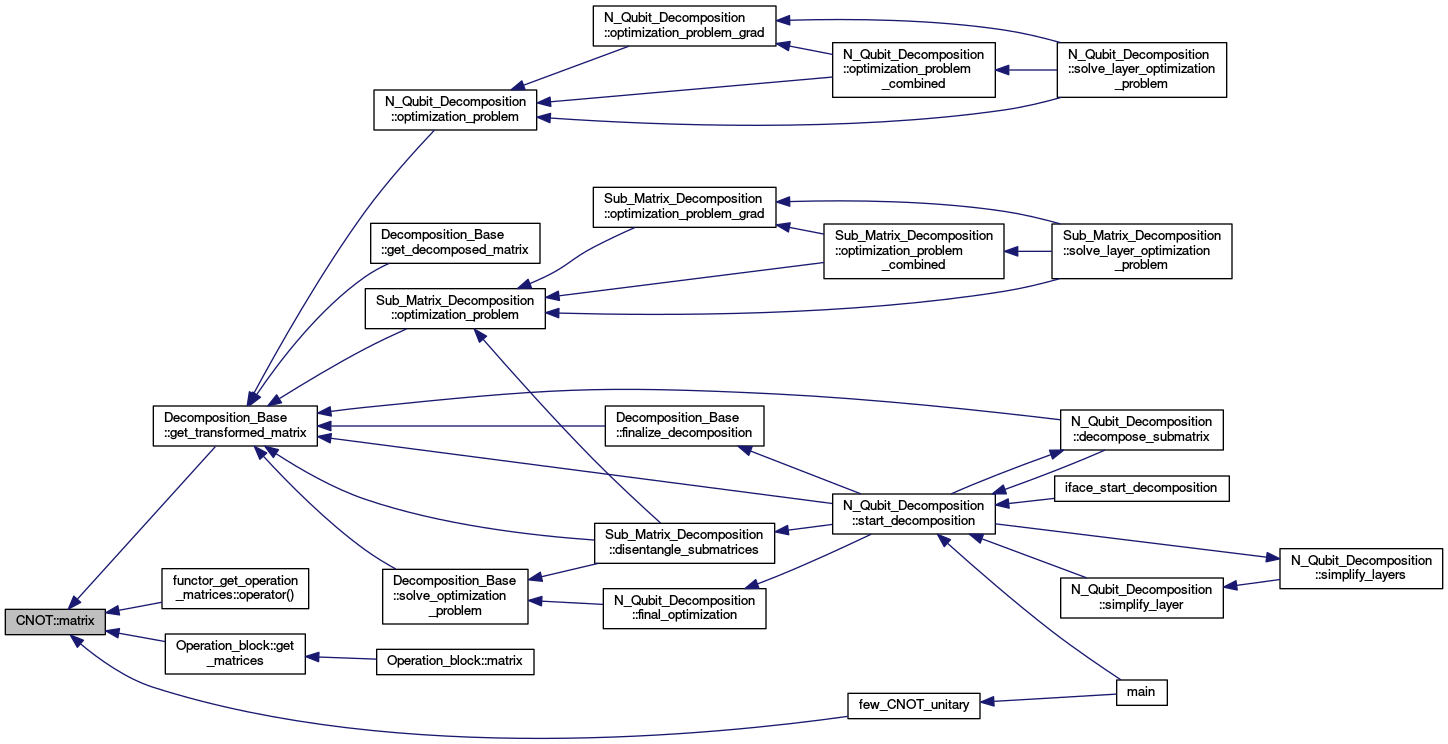 N_Qubit_Decomposition
::optimization_problem_grad
N_Qubit_Decomposition
::optimization_problem
_combined
N_Qubit_Decomposition
::solve_layer_optimization
_problem
N_Qubit_Decomposition
::optimization_problem
Sub_Matrix_Decomposition
::optimization_problem_grad
Decomposition_Base
::get_decomposed_matrix
Sub_Matrix_Decomposition
::optimization_problem
_combined
Sub_Matrix_Decomposition
::solve_layer_optimization
_problem
Sub_Matrix_Decomposition
::optimization_problem
Decomposition_Base
::get_transformed_matrix
Decomposition_Base
::finalize_decomposition
N_Qubit_Decomposition
::decompose_submatrix
iface_start_decomposition
N_Qubit_Decomposition
::start_decomposition
Sub_Matrix_Decomposition
::disentangle_submatrices
N_Qubit_Decomposition
::simplify_layers
Decomposition_Base
::solve_optimization
_problem
functor_get_operation
_matrices::operator()
N_Qubit_Decomposition
::simplify_layer
N_Qubit_Decomposition
::final_optimization
CNOT::matrix
Operation_block::get
_matrices
Operation_block::matrix
main
few_CNOT_unitary